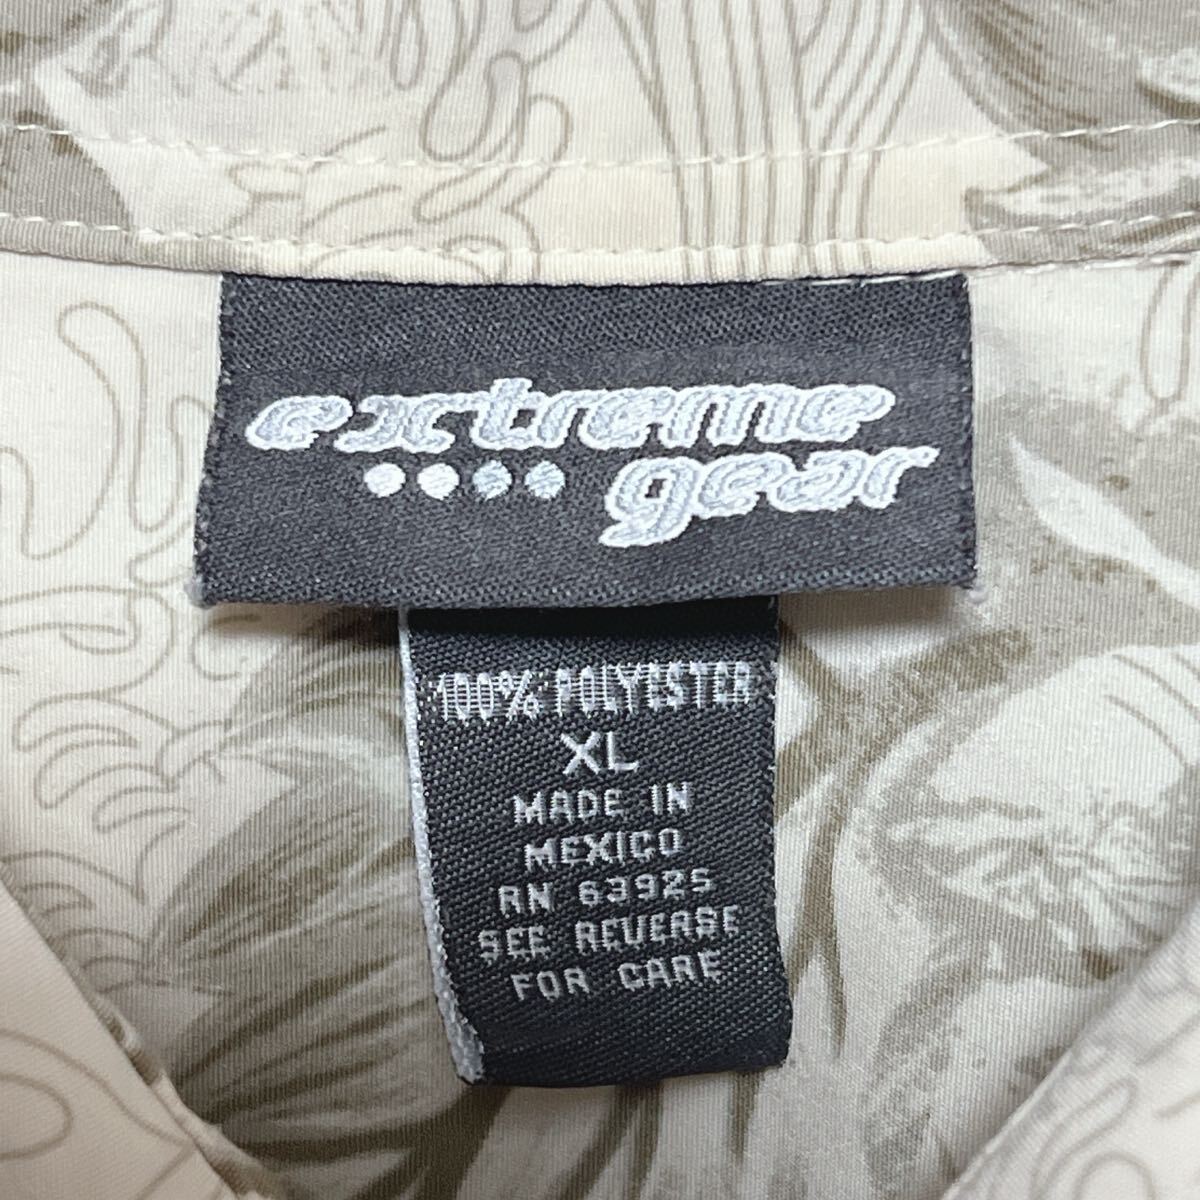 extreme
gear
100% POLYESTER
XL
MADE IN
MEXICO
RN 63925
SEE REVERSE
FOR CARE